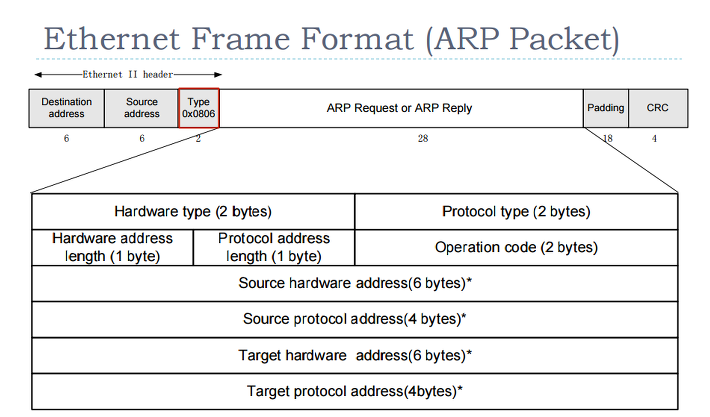 Ethernet Frame Format (ARP Packet)
Ethernet II header
Destination
address
Source
address
Type
0x0806
ARP Request or ARP Reply
Padding
CRC
6
6
2
28
18
4
Hardware type (2 bytes)
Protocol type (2 bytes)
Hardware address
length (1 byte)
Protocol address
length (1 byte)
Operation code (2 bytes)
Source hardware address(6 bytes)*
Source protocol address(4 bytes)*
Target hardware address(6 bytes)*
Target protocol address(4bytes)*